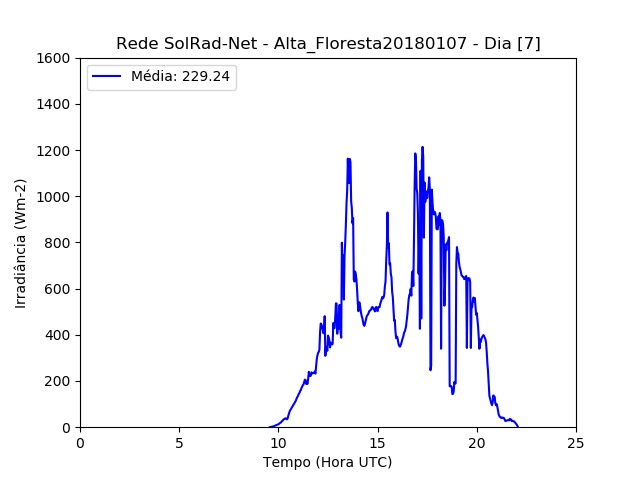 Rede SolRad-Net - Alta_Floresta20180107 - Dia [7]
Média: 229.24
Irradiância (Wm-2)
1600
1400
1200
1000
800
600
400
200
0
0 5 10 15 20 25
Tempo (Hora UTC)